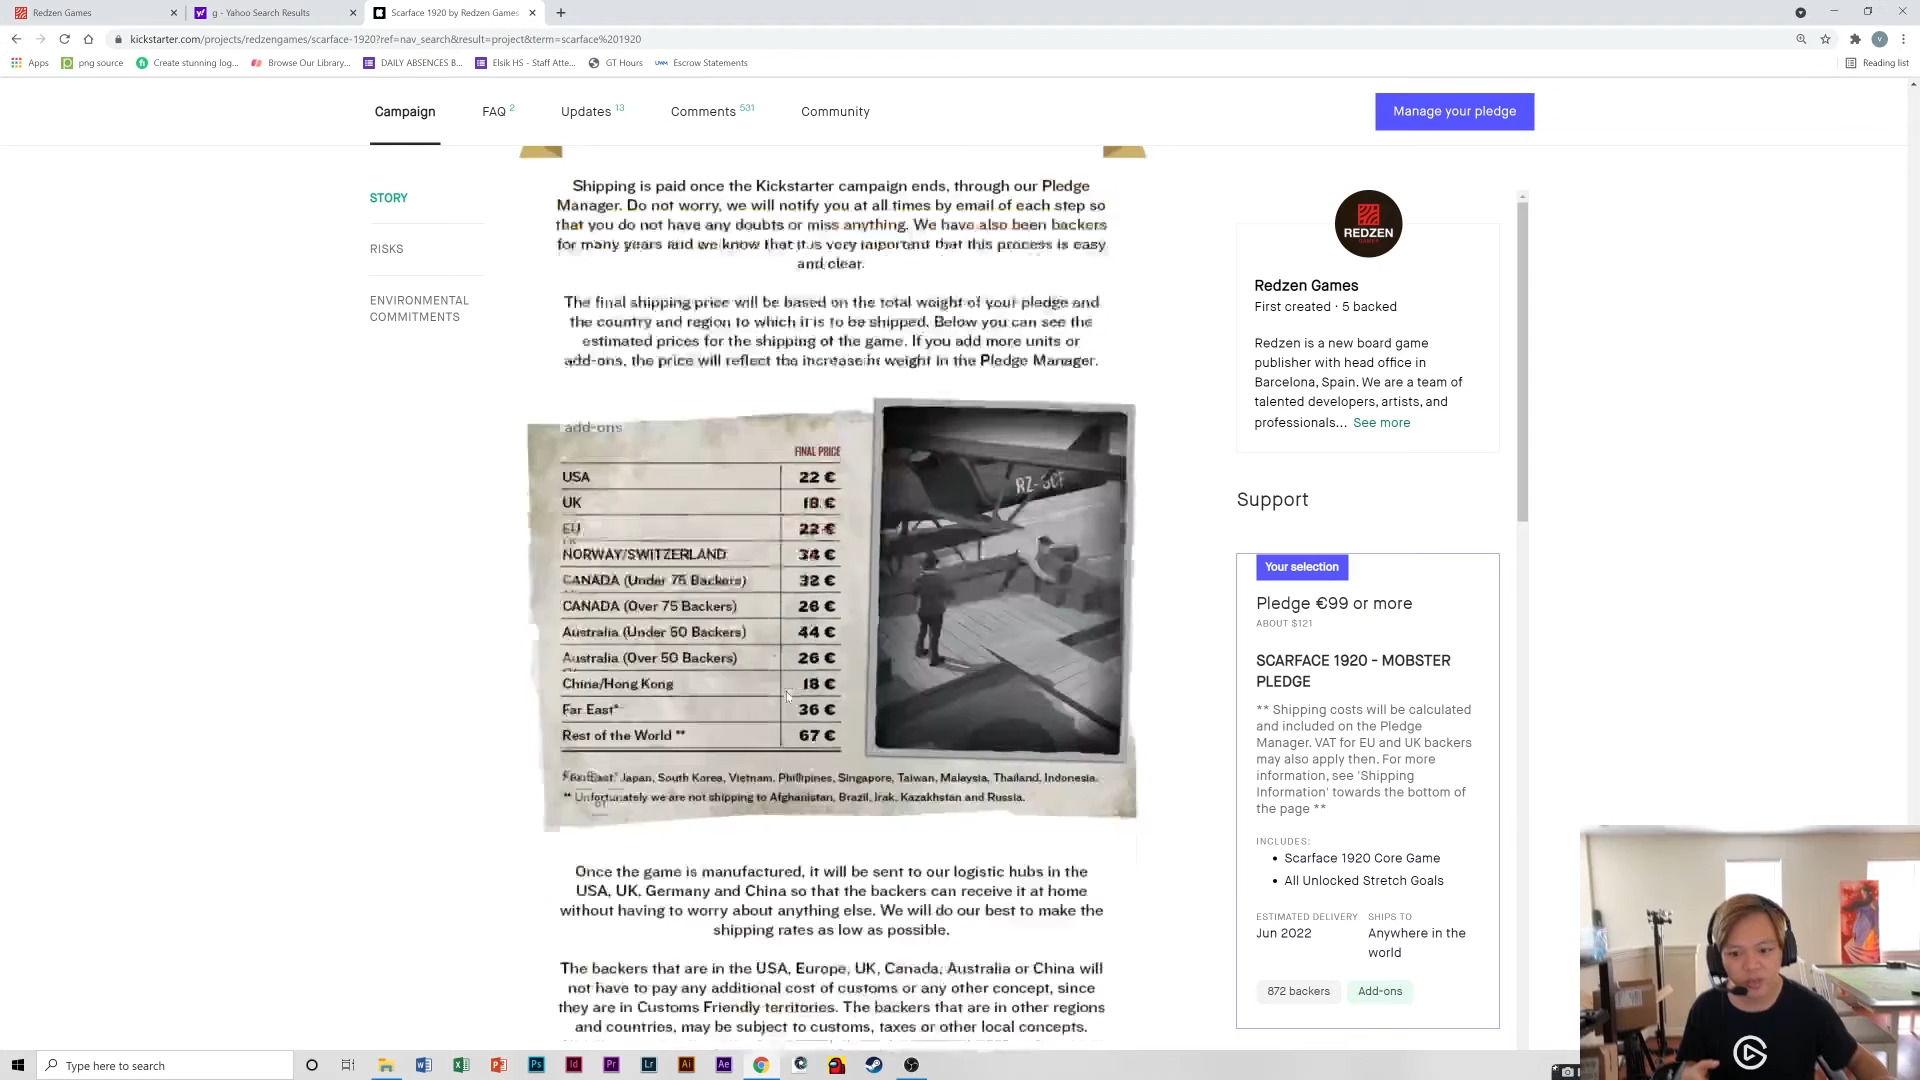 Redzen Games
g - Yahoo Search Results
Scarface 1920 by Redzen Games
kickstarter.com/projects/redzengames/scarface-1920?ref=nav_search&result=project&term=scarface%201920
V
Apps
png source
Create stunning log...
Browse Our Library...
DAILY ABSENCES B...
Elsik HS - Staff Atte...
GT Hours
UWM
Escrow Statements
Reading list
Campaign
FAQ 2
Updates 13
Comments 531
Community
Manage your pledge
STORY
RISKS
ENVIRONMENTAL
COMMITMENTS
Shipping is paid once the Kickstarter campaign ends, through our Pledge
Manager. Do not worry, we will notify you at all times by email of each step so
that you do not have any doubts or miss anything. We have also been backers
for many years and we know that it is very important that this process is easy
and clear.
The final shipping price will be based on the total weight of your pledge and
the country and region to which it is to be shipped. Below you can see the
estimated prices for the shipping of the game. If you add more units or
add-ons, the price will reflect the increase in weight in the Pledge Manager.
add-ons
FINAL PRICE
USA 22 €
UK 18 €
EU 22 €
NORWAY/SWITZERLAND 34 €
CANADA (Under 75 Backers) 32 €
CANADA (Over 75 Backers) 26 €
Australia (Under 50 Backers) 44 €
Australia (Over 50 Backers) 26 €
China/Hong Kong 18 €
Far East* 36 €
Rest of the World ** 67 €
*Far East: Japan, South Korea, Vietnam, Philippines, Singapore, Taiwan, Malaysia, Thailand, Indonesia.
** Unfortunately we are not shipping to Afghanistan, Brazil, Irak, Kazakhstan and Russia.
Once the game is manufactured, it will be sent to our logistic hubs in the
USA, UK, Germany and China so that the backers can receive it at home
without having to worry about anything else. We will do our best to make the
shipping rates as low as possible.
The backers that are in the USA, Europe, UK, Canada, Australia or China will
not have to pay any additional cost of customs or any other concept, since
they are in Customs Friendly territories. The backers that are in other regions
and countries, may be subject to customs, taxes or other local concepts.
REDZEN
GAMES
Redzen Games
First created · 5 backed
Redzen is a new board game
publisher with head office in
Barcelona, Spain. We are a team of
talented developers, artists, and
professionals... See more
Support
Your selection
Pledge €99 or more
ABOUT $121
SCARFACE 1920 - MOBSTER
PLEDGE
** Shipping costs will be calculated
and included on the Pledge
Manager. VAT for EU and UK backers
may also apply then. For more
information, see 'Shipping
Information' towards the bottom of
the page **
INCLUDES:
• Scarface 1920 Core Game
• All Unlocked Stretch Goals
ESTIMATED DELIVERY SHIPS TO
Jun 2022 Anywhere in the
world
872 backers Add-ons
Type here to search
Ps
Id
Pr
Lr
Ai
Ae